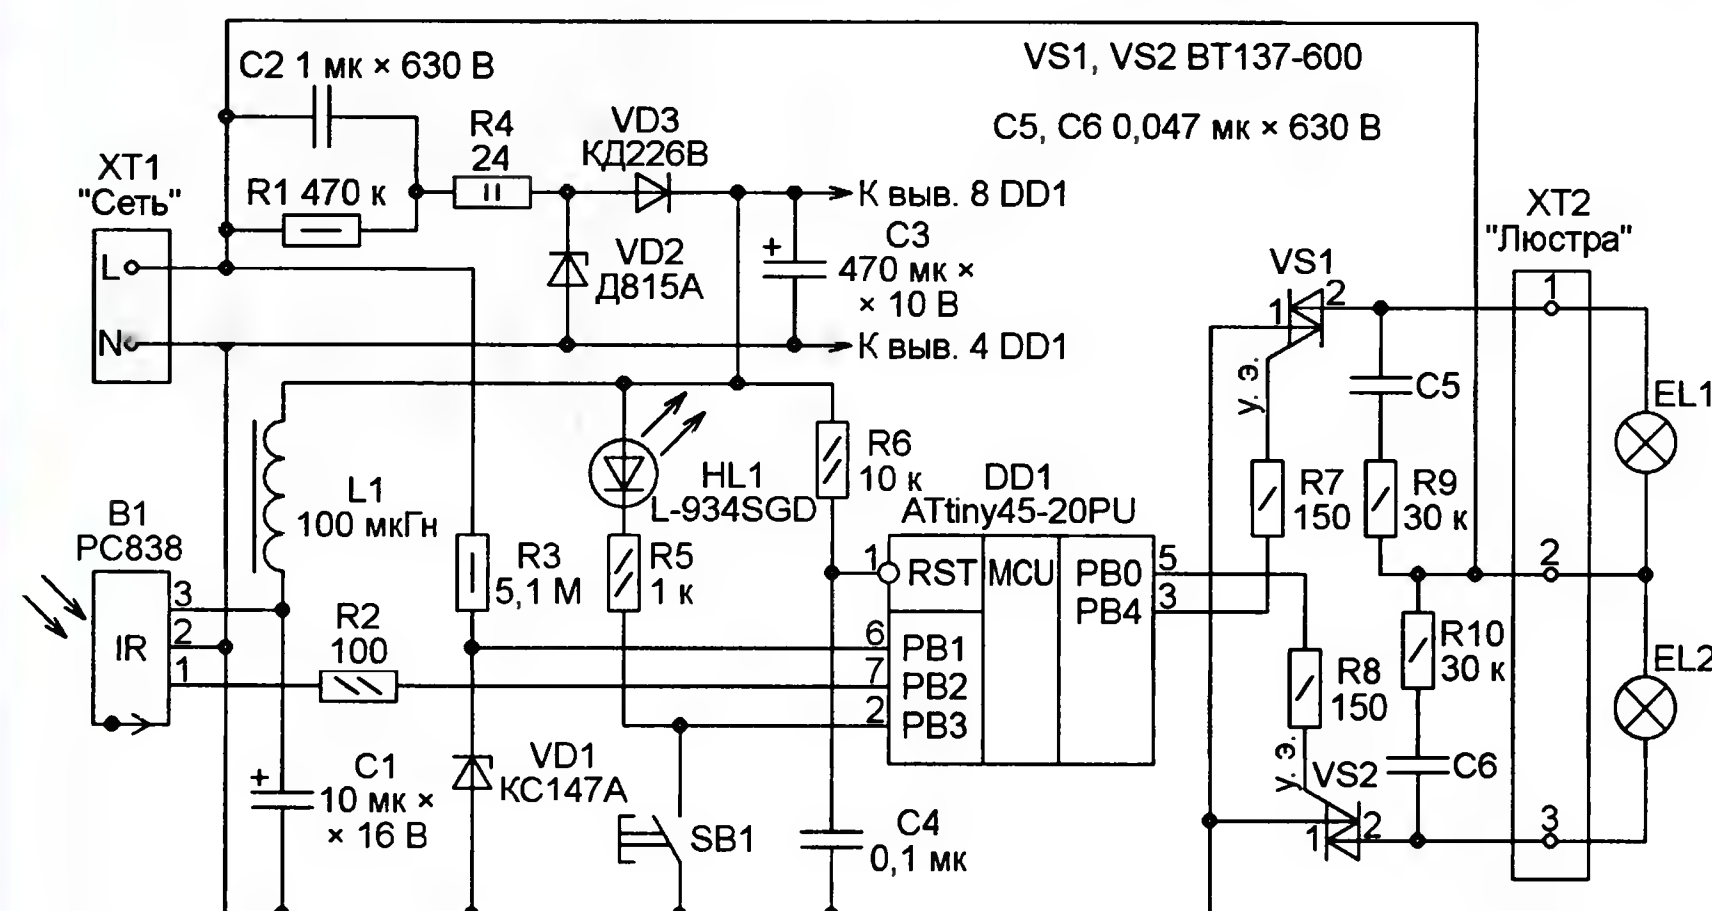 C2 1 мк × 630 В
VS1, VS2 BT137-600
C5, C6 0,047 мк × 630 В
R4
24
VD3
КД226В
XT1
"Сеть"
R1 470 к
К выв. 8 DD1
XT2
"Люстра"
L
N
VD2
Д815А
+
C3
470 мк ×
× 10 В
К выв. 4 DD1
VS1
1
2
1
у. э.
C5
EL1
L1
100 мкГн
HL1
L-934SGD
R6
10 к
DD1
ATtiny45-20PU
R7
150
R9
30 к
B1
PC838
IR
3
2
1
R2
100
R3
5,1 М
R5
1 к
1
RST
MCU
PB0
5
PB4
3
6
PB1
7
PB2
2
PB3
2
R8
150
R10
30 к
EL2
у. э.
VS2
1
2
C6
3
+
C1
10 мк ×
× 16 В
VD1
КС147А
SB1
C4
0,1 мк